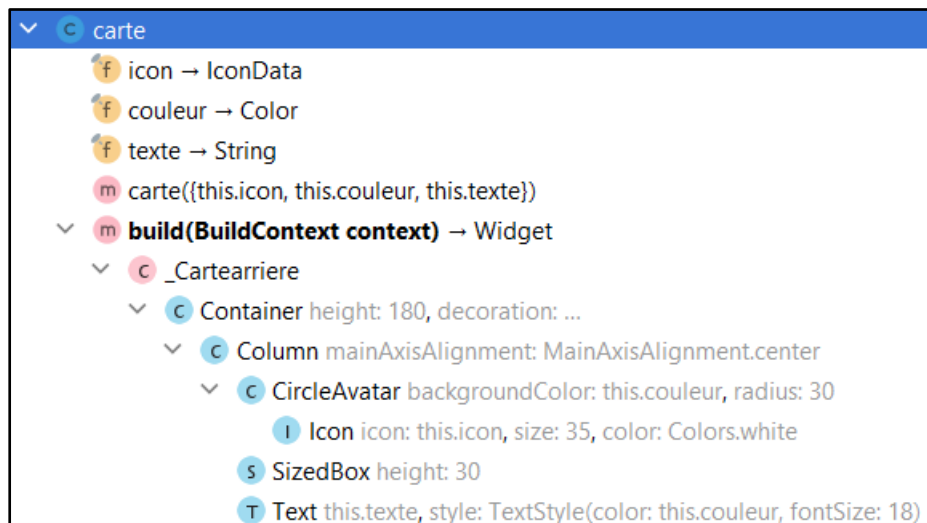 C carte
f icon → IconData
f couleur → Color
f texte → String
m carte({this.icon, this.couleur, this.texte})
m build(BuildContext context) → Widget
c _Cartearriere
C Container height: 180, decoration: ...
C Column mainAxisAlignment: MainAxisAlignment.center
C CircleAvatar backgroundColor: this.couleur, radius: 30
I Icon icon: this.icon, size: 35, color: Colors.white
S SizedBox height: 30
T Text this.texte, style: TextStyle(color: this.couleur, fontSize: 18)